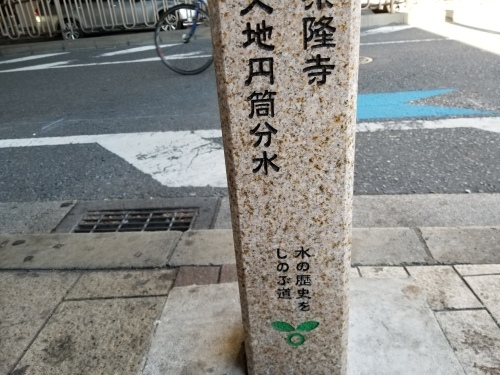 隆寺
地円筒分水
水の歴史を
しのぶ道